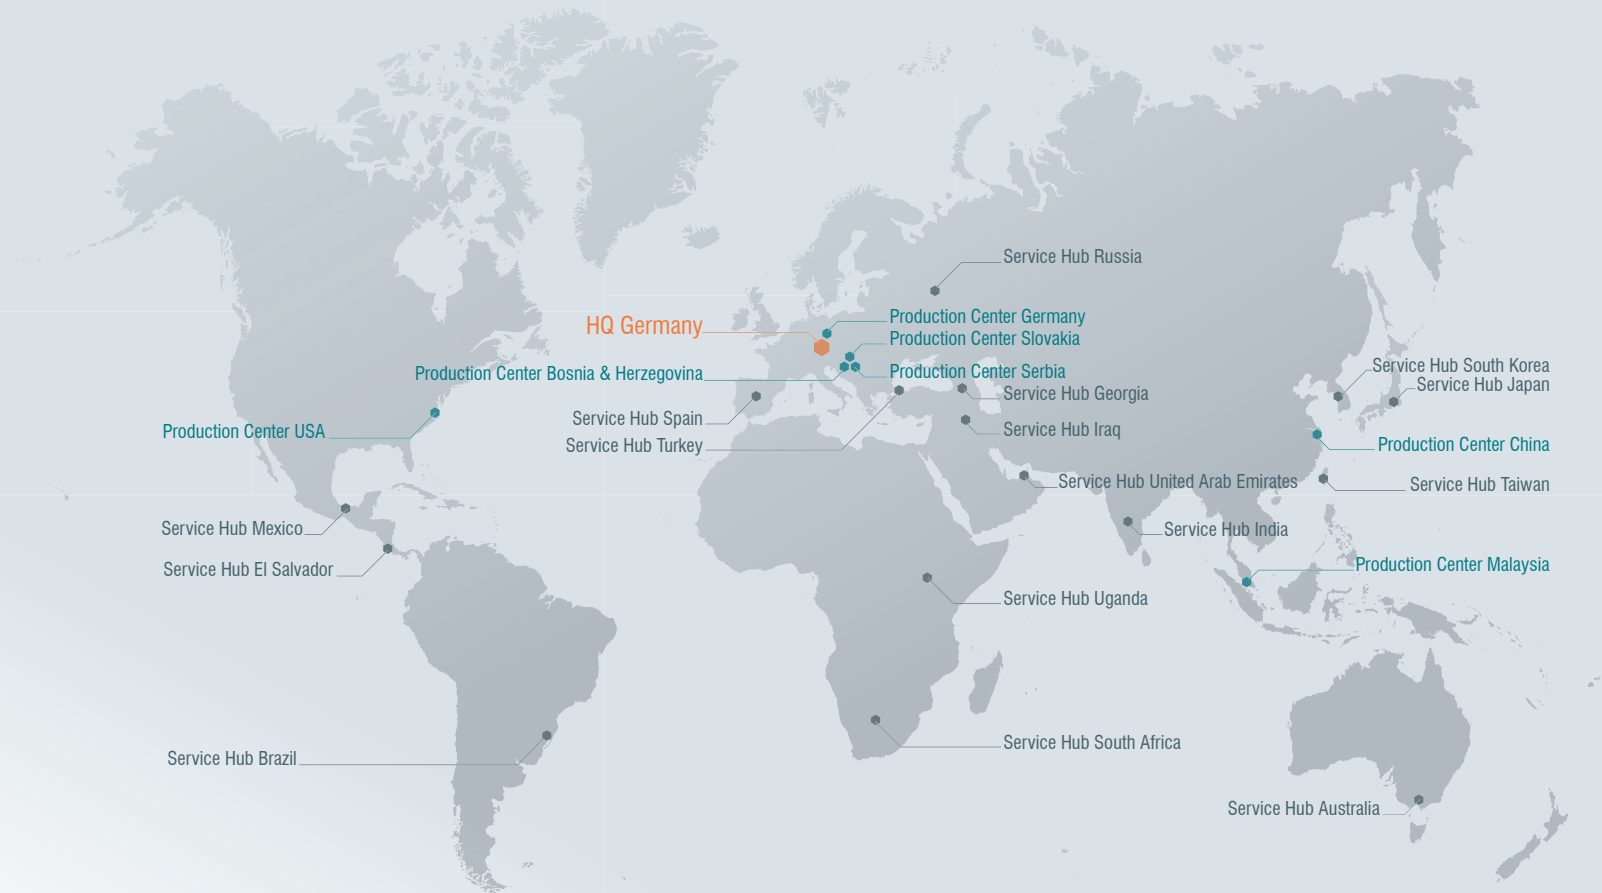 Service Hub Russia
Production Center Germany
HQ Germany
Production Center Slovakia
Production Center Bosnia & Herzegovina
Production Center Serbia
Service Hub South Korea
Service Hub Japan
Service Hub Georgia
Service Hub Spain
Production Center USA
Service Hub Iraq
Service Hub Turkey
Production Center China
Service Hub United Arab Emirates
Service Hub Taiwan
Service Hub Mexico
Service Hub India
Service Hub El Salvador
Production Center Malaysia
Service Hub Uganda
Service Hub South Africa
Service Hub Brazil
Service Hub Australia